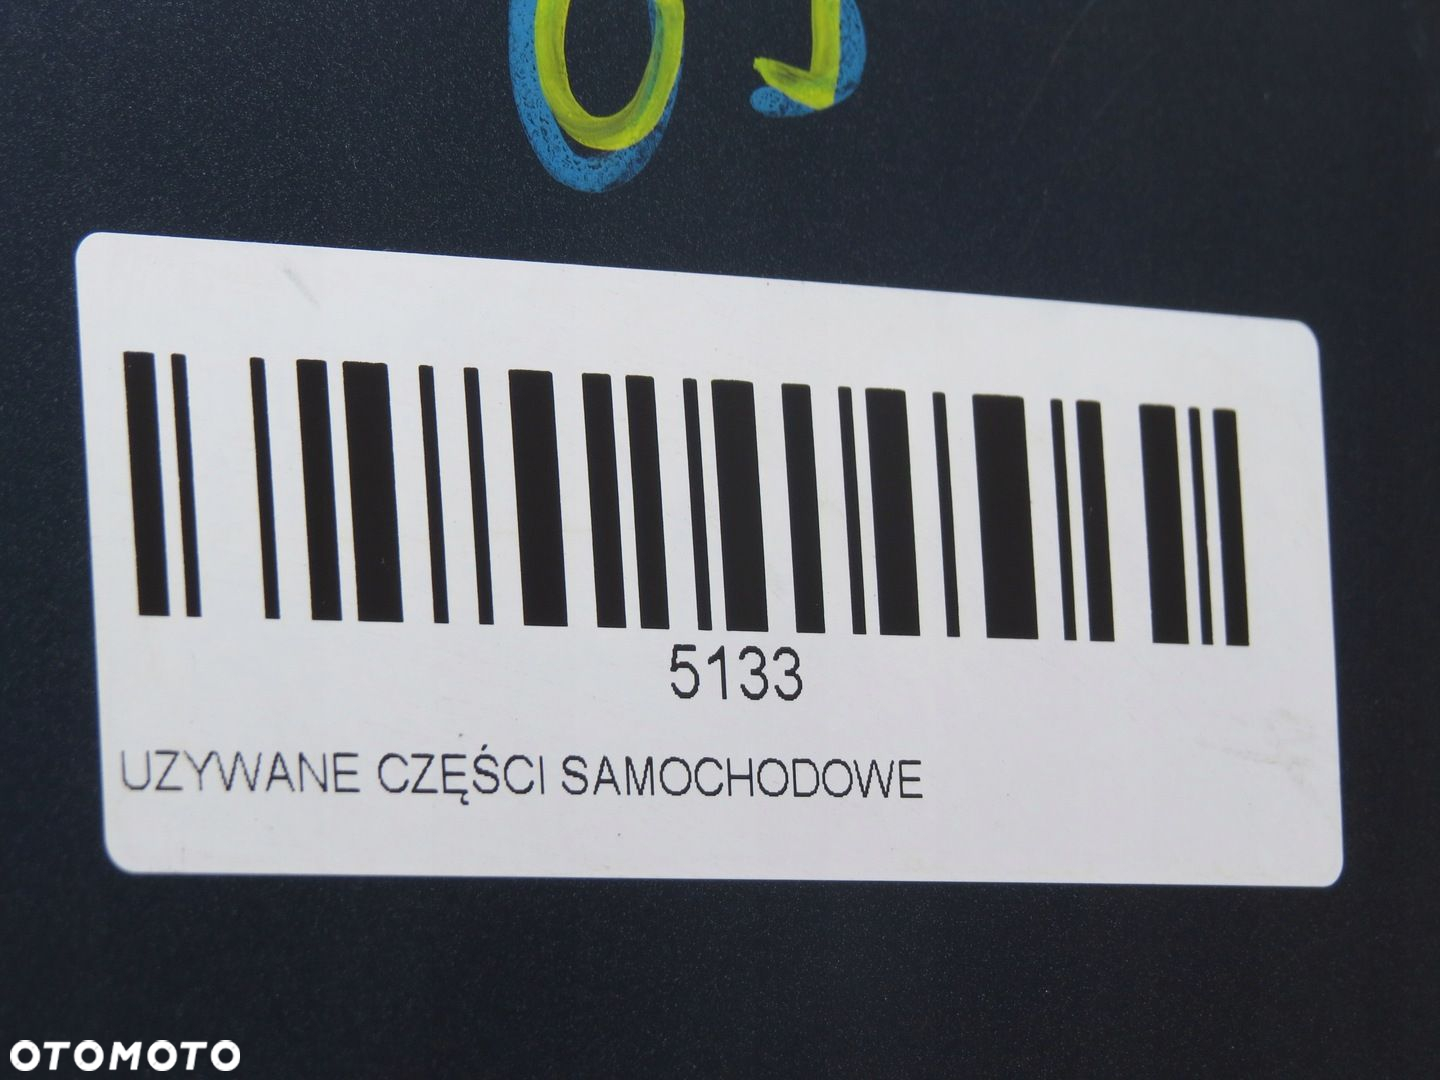 5133
UZYWANE CZĘŚCI SAMOCHODOWE
OTOMOTO